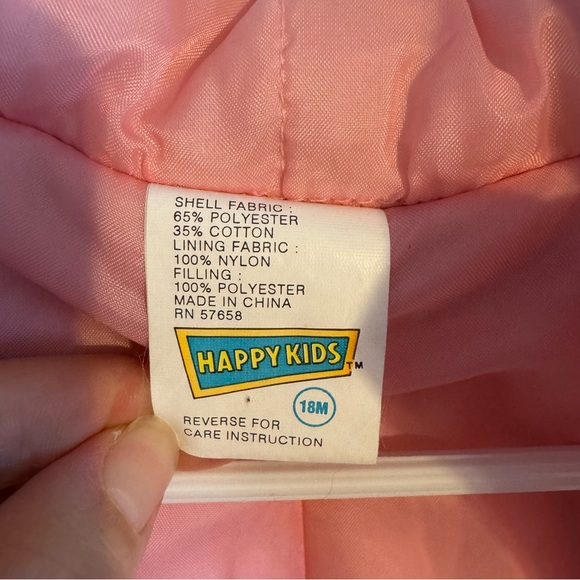 SHELL FABRIC :
65% POLYESTER
35% COTTON
LINING FABRIC :
100% NYLON
FILLING :
100% POLYESTER
MADE IN CHINA
RN 57658
HAPPY KIDS TM
18M
REVERSE FOR
CARE INSTRUCTION